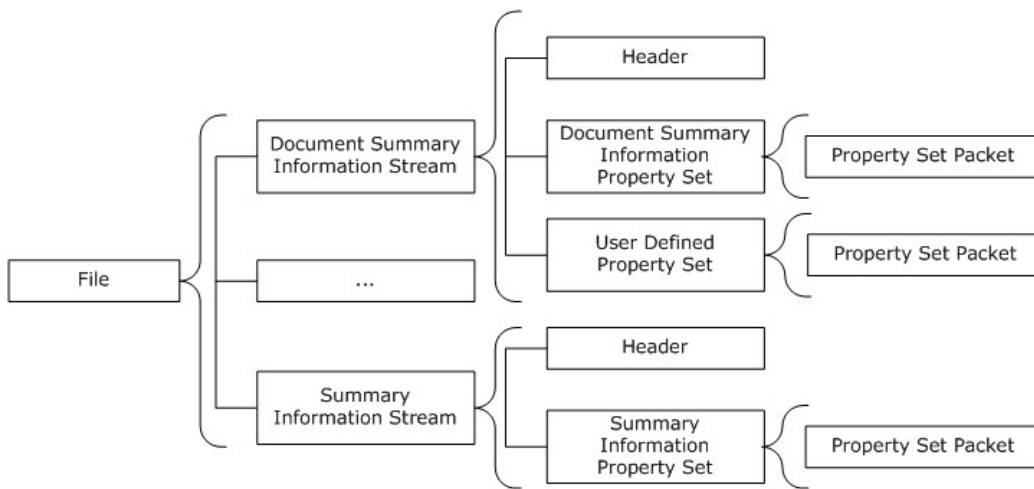 File
Document Summary
Information Stream
...
Summary
Information Stream
Header
Document Summary
Information
Property Set
User Defined
Property Set
Header
Summary
Information
Property Set
Property Set Packet
Property Set Packet
Property Set Packet